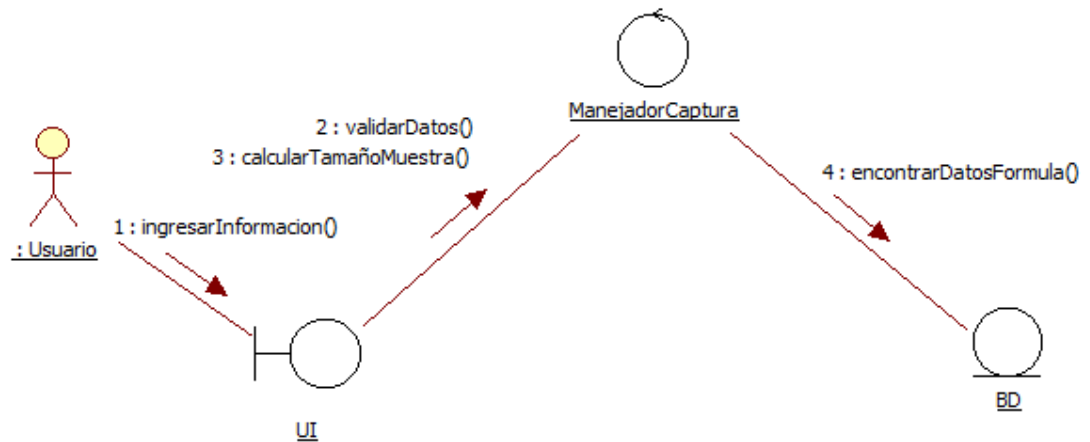 ManejadorCaptura
2 : validarDatos()
3 : calcularTamañoMuestra()
4 : encontrarDatosFormula()
1 : ingresarInformacion()
: Usuario
BD
UI